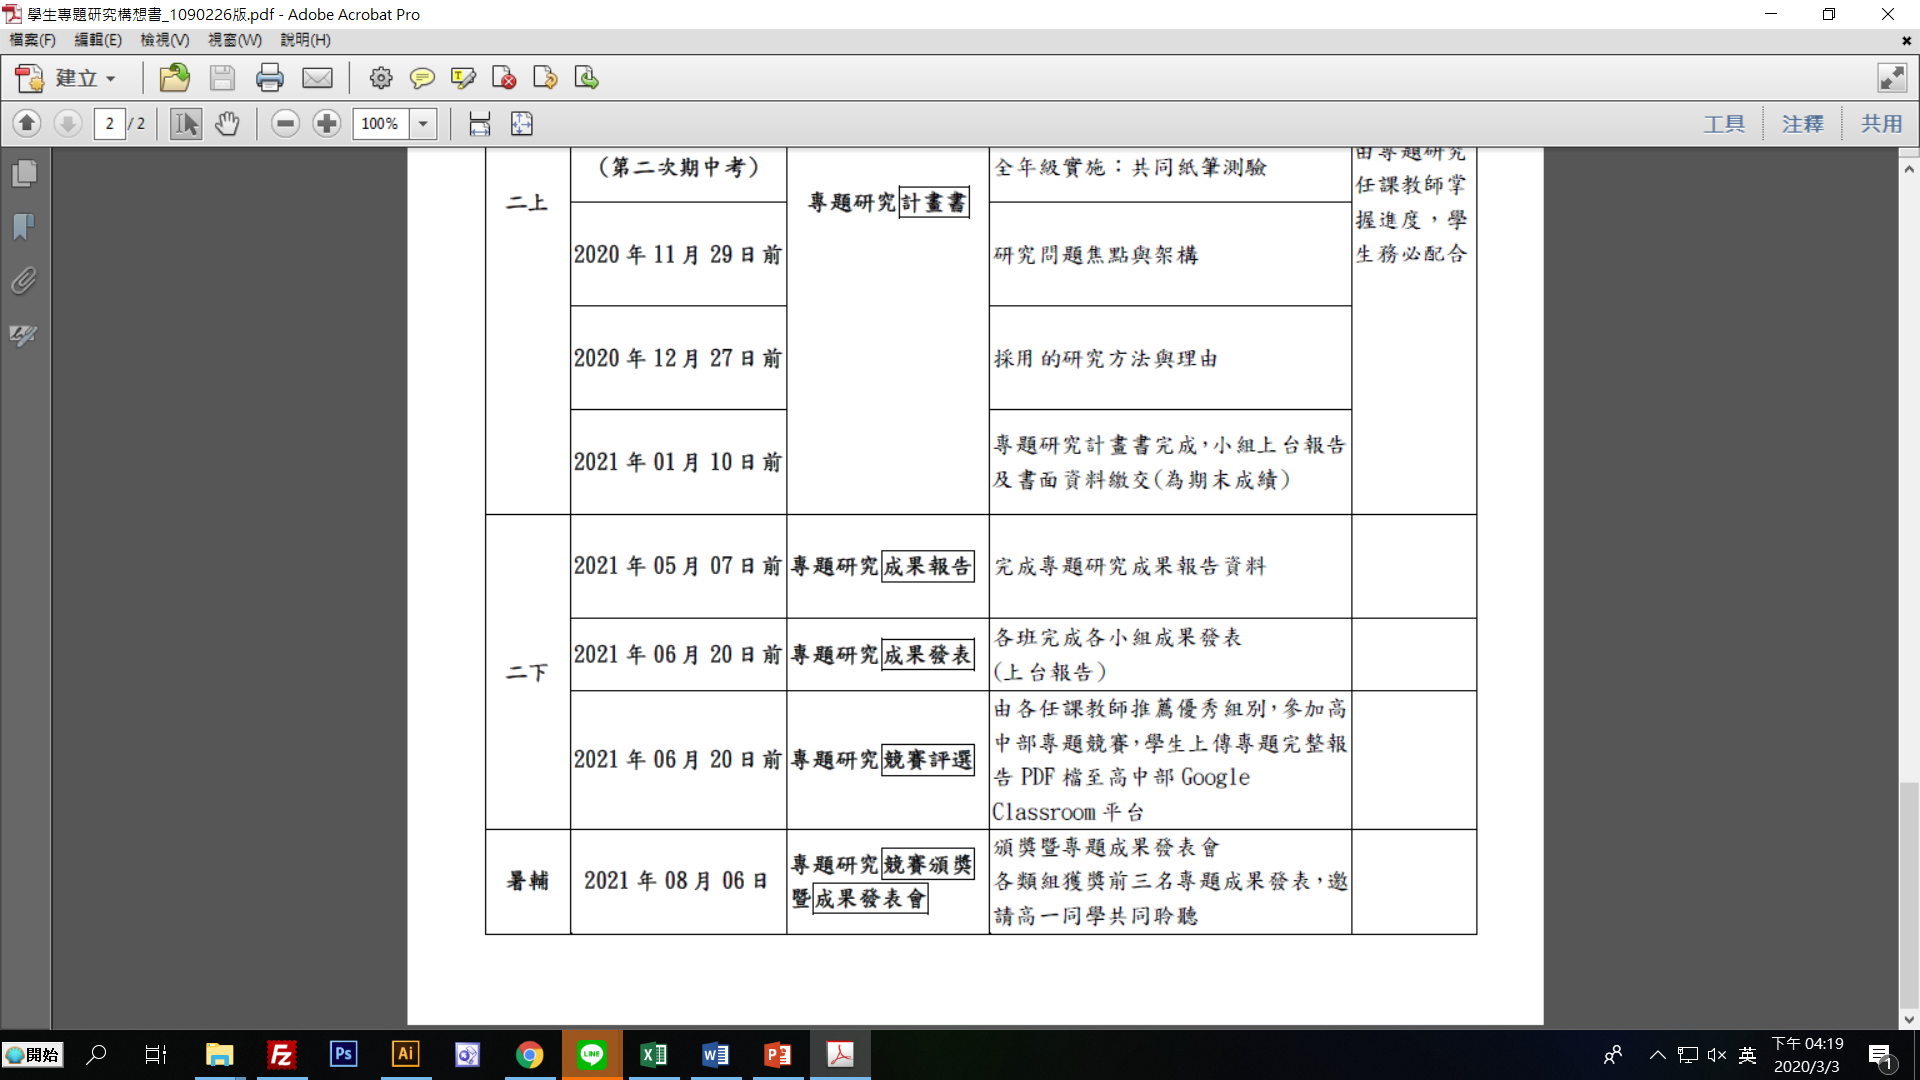 學生專題研究構想書_1090226版.pdf - Adobe Acrobat Pro
檔案(F) 編輯(E) 檢視(V) 視窗(W) 說明(H)
建立
2 / 2 100% 工具 注釋 共用
二上
(第二次期中考)
專題研究計畫書
全年級實施：共同紙筆測驗
由專題研究
任課教師掌
握進度，學
生務必配合
2020 年 11 月 29 日前
研究問題焦點與架構
2020 年 12 月 27 日前
採用的研究方法與理由
2021 年 01 月 10 日前
專題研究計畫書完成，小組上台報告
及書面資料繳交(為期末成績)
二下
2021 年 05 月 07 日前
專題研究成果報告
完成專題研究成果報告資料
2021 年 06 月 20 日前
專題研究成果發表
各班完成各小組成果發表
(上台報告)
2021 年 06 月 20 日前
專題研究競賽評選
由各任課教師推薦優秀組別，參加高
中部專題競賽，學生上傳專題完整報
告 PDF 檔至高中部 Google
Classroom 平台
暑輔
2021 年 08 月 06 日
專題研究競賽頒獎
暨成果發表會
頒獎暨專題成果發表會
各類組獲獎前三名專題成果發表，邀
請高一同學共同聆聽
開始
Fz
Ps
Ai
LINE
英
下午 04:19
2020/3/3
1